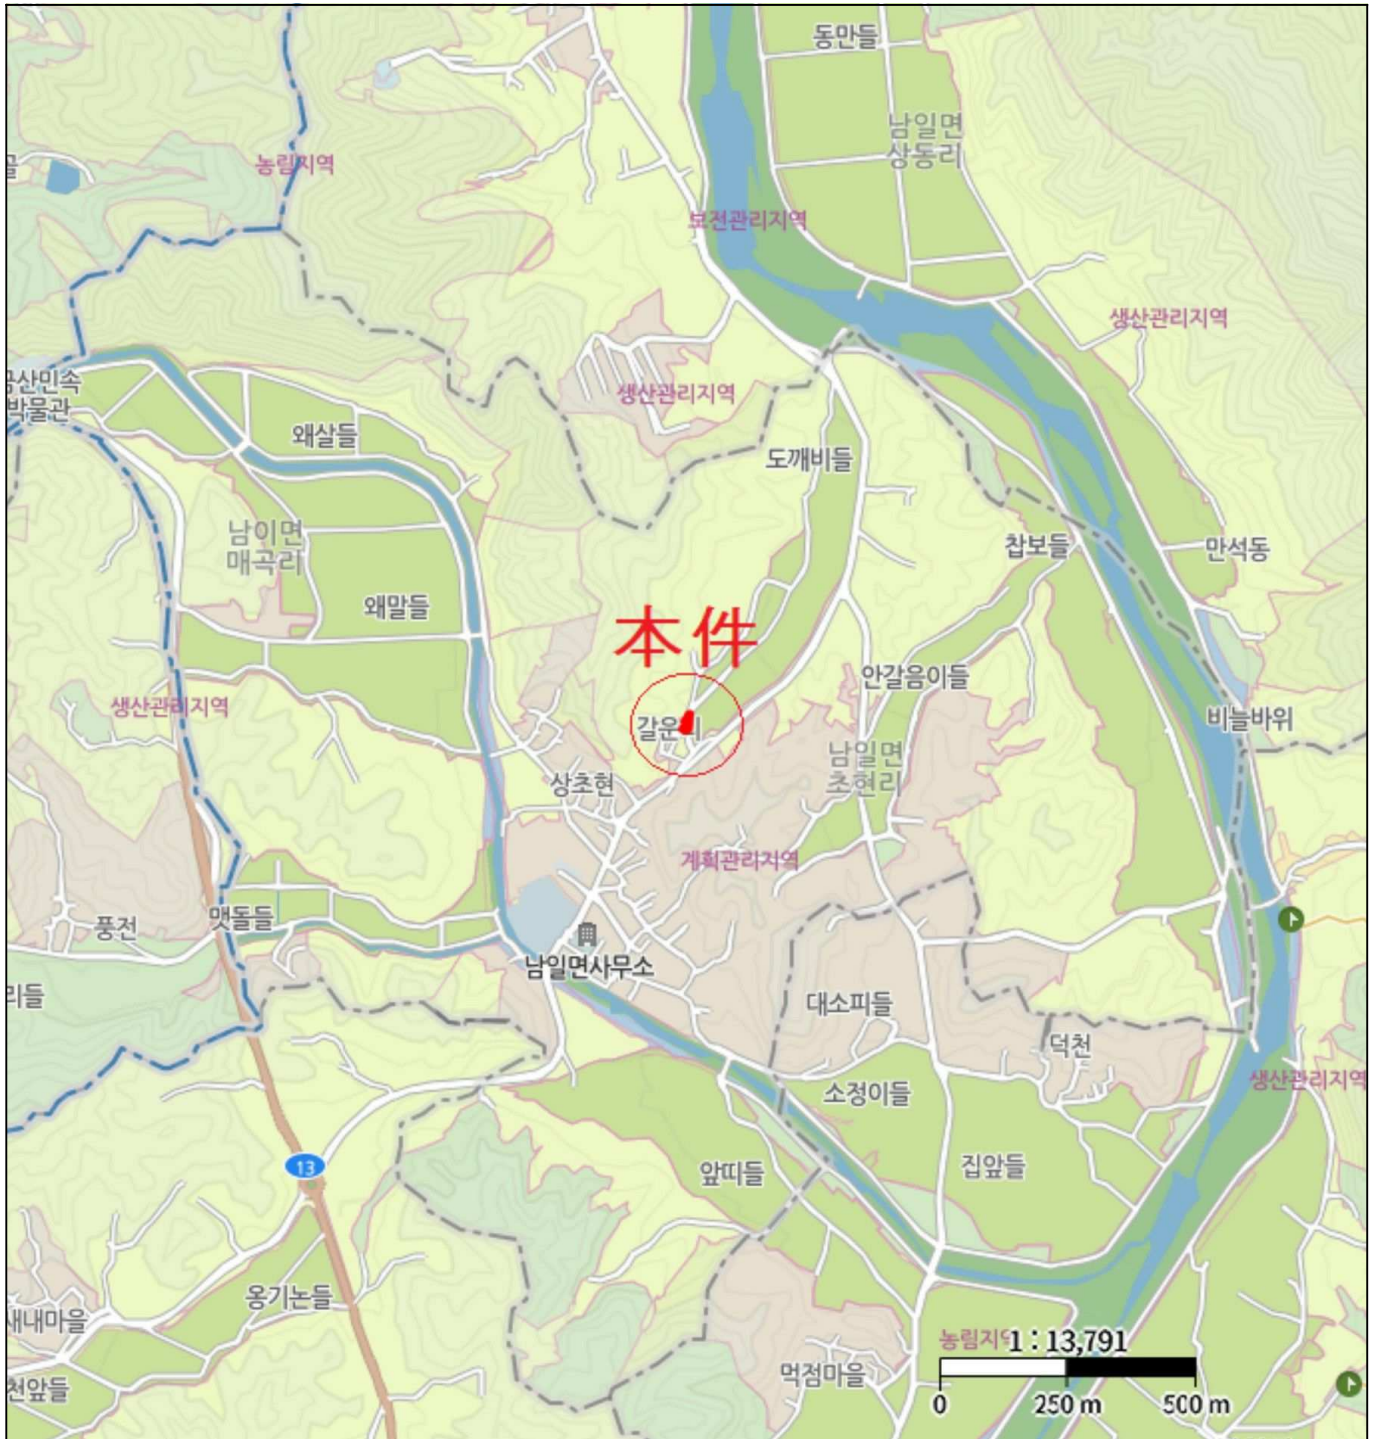 동만들
남일면
상동리
골
농림지역
보전관리지역
생산관리지역
금산민속
박물관
생산관리지역
왜살들
도깨비들
남이면
매곡리
찹보들
만석동
왜말들
本件
안갈음이들
생산관리지역
갈운
비늘바위
남일면
초현리
상초현
계획관리지역
풍전
맷돌들
남일면사무소
리들
대소피들
덕천
생산관리지역
소정이들
13
앞띠들
집앞들
옹기논들
새내마을
농림지역
1 : 13,791
먹점마을
천앞들
0
250 m
500 m